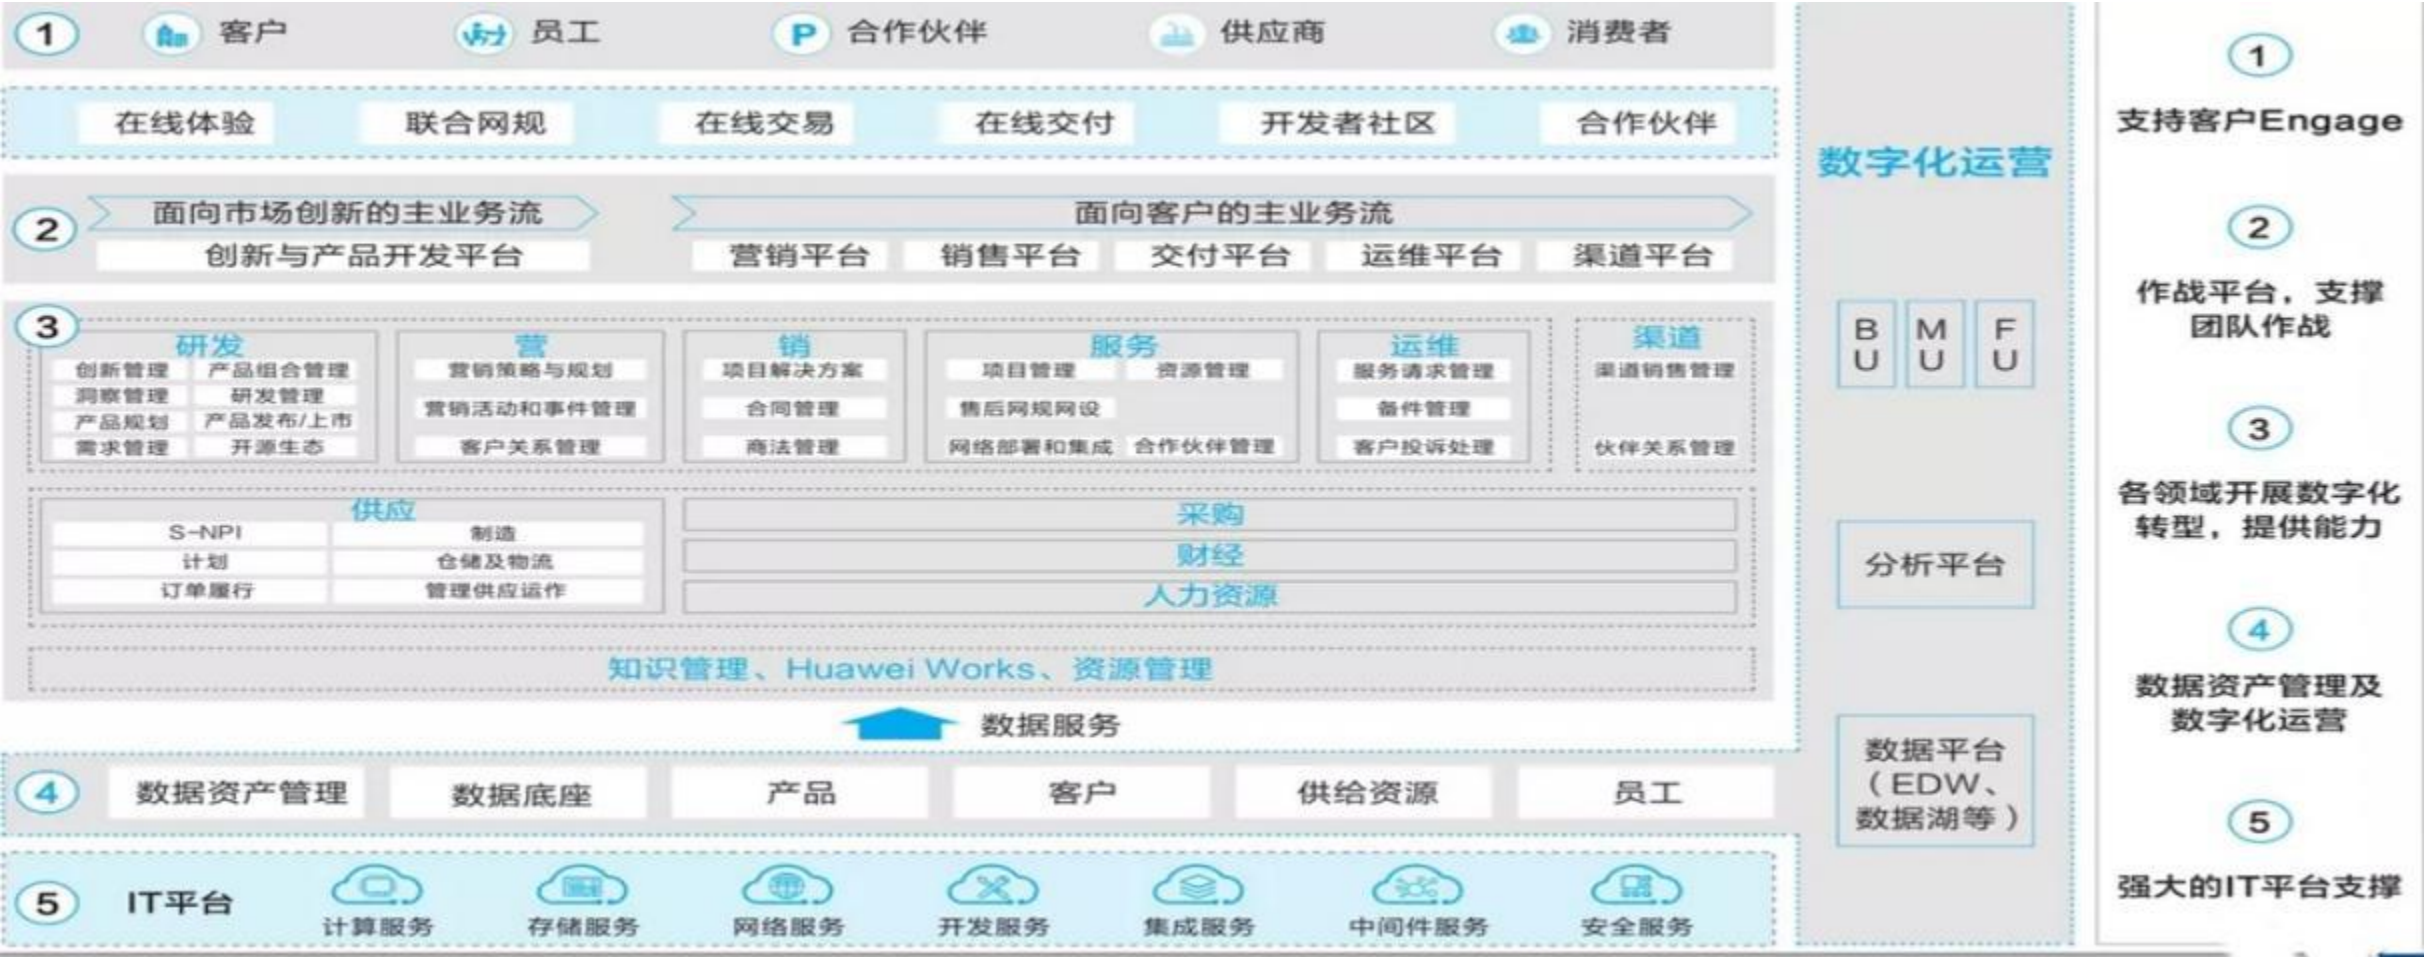 1
客户
员工
P 合作伙伴
供应商
消费者
在线体验
联合网规
在线交易
在线交付
开发者社区
合作伙伴
2
面向市场创新的主业务流
面向客户的主业务流
创新与产品开发平台
营销平台
销售平台
交付平台
运维平台
渠道平台
3
研发
创新管理
产品组合管理
洞察管理
研发管理
产品规划
产品发布/上市
需求管理
开源生态
营
营销策略与规划
营销活动和事件管理
客户关系管理
销
项目解决方案
合同管理
商法管理
服务
项目管理
资源管理
售后网规网设
网络部署和集成
合作伙伴管理
运维
服务请求管理
备件管理
客户投诉处理
渠道
渠道销售管理
伙伴关系管理
供应
S-NPI
制造
计划
仓储及物流
订单履行
管理供应运作
采购
财经
人力资源
知识管理、Huawei Works、资源管理
数据服务
4
数据资产管理
数据底座
产品
客户
供给资源
员工
5
IT平台
计算服务
存储服务
网络服务
开发服务
集成服务
中间件服务
安全服务
数字化运营
BU
MU
FU
分析平台
数据平台
（EDW、
数据湖等）
1
支持客户Engage
2
作战平台，支撑
团队作战
3
各领域开展数字化
转型，提供能力
4
数据资产管理及
数字化运营
5
强大的IT平台支撑